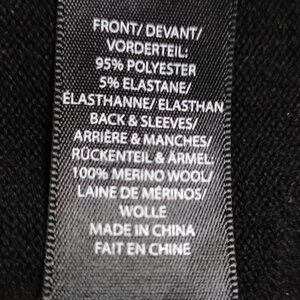 FRONT/ DEVANT/
VORDERTEIL:
95% POLYESTER
5% ELASTANE/
ÉLASTHANNE/ ELASTHAN
BACK & SLEEVES/
ARRIÈRE & MANCHES/
RÜCKENTEIL & ÄRMEL:
100% MERINO WOOL/
LAINE DE MÉRINOS/
WOLLE
MADE IN CHINA
FAIT EN CHINE